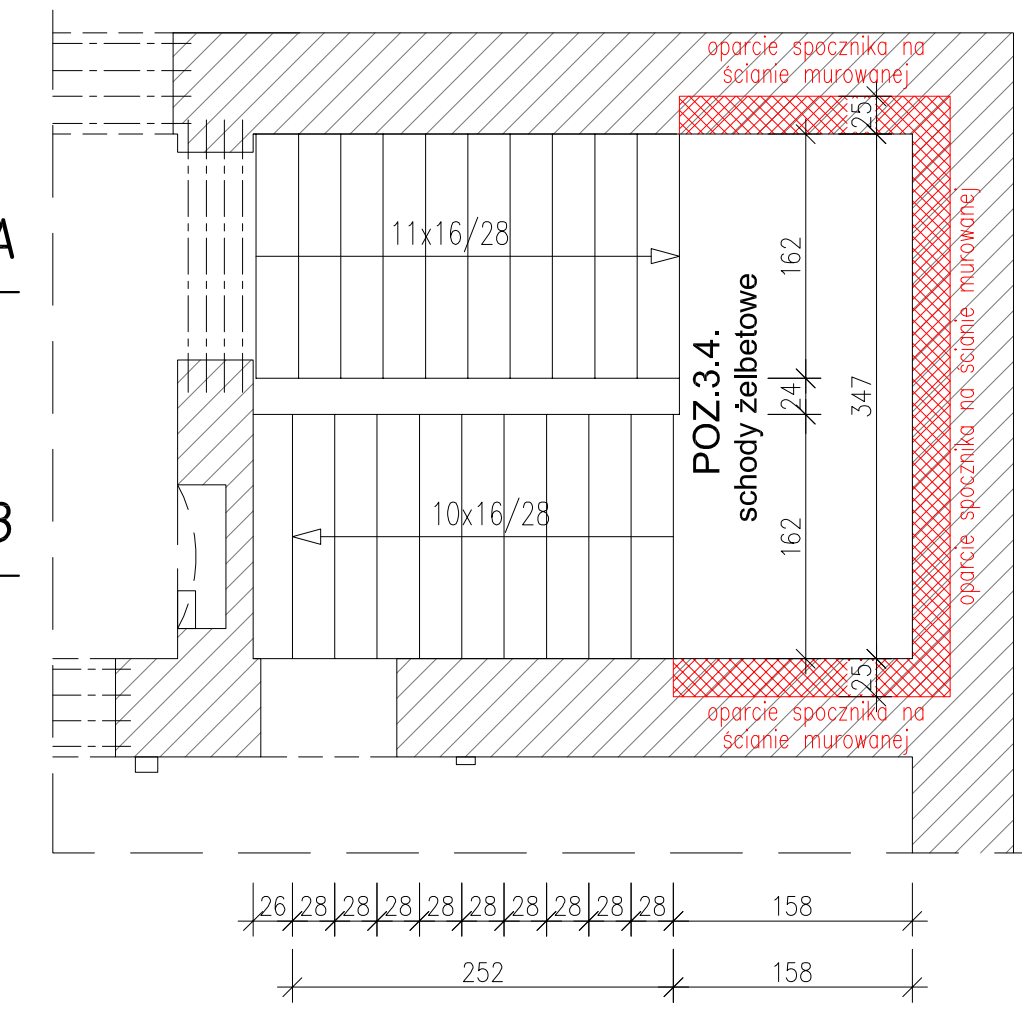 oparcie spocznika na
ścianie murowanej
25
A
11x16/28
162
oparcie spocznika na ścianie murowanej
POZ.3.4.
schody żelbetowe
24
347
10x16/28
162
B
25
oparcie spocznika na
ścianie murowanej
26 28 28 28 28 28 28 28 28 28 158
252 158